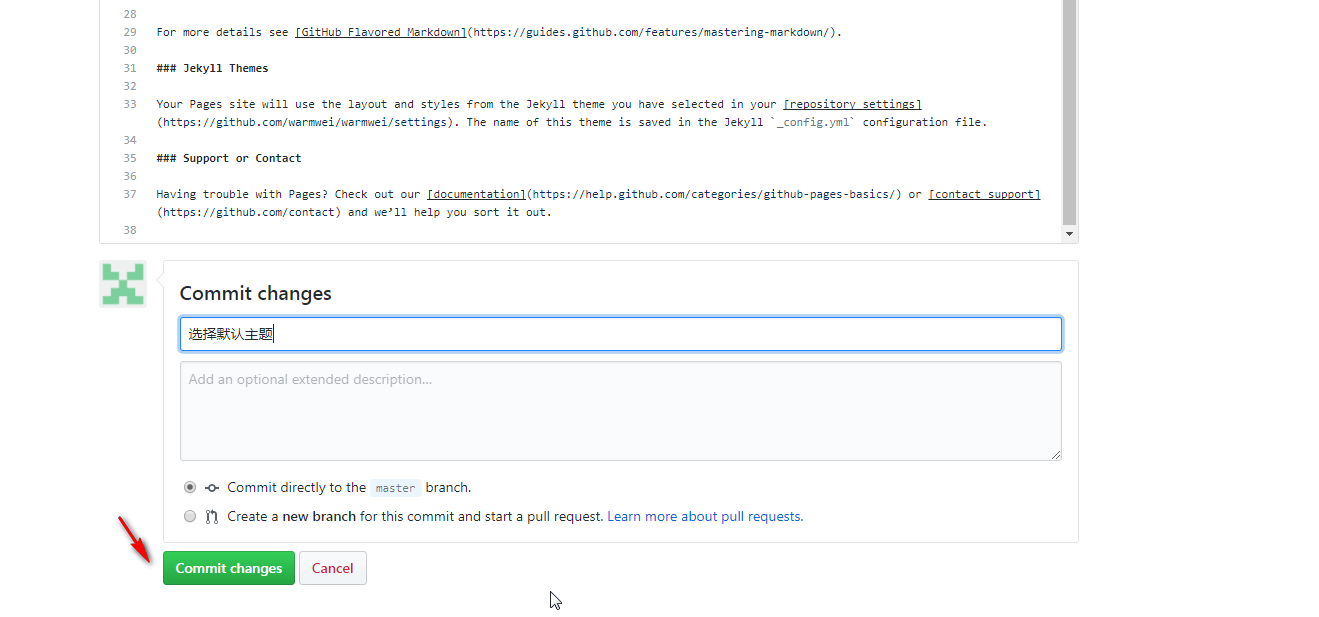 28
29 For more details see [GitHub Flavored Markdown](https://guides.github.com/features/mastering-markdown/).
30
31 ### Jekyll Themes
32
33 Your Pages site will use the layout and styles from the Jekyll theme you have selected in your [repository settings]
(https://github.com/warmwei/warmwei/settings). The name of this theme is saved in the Jekyll `_config.yml` configuration file.
34
35 ### Support or Contact
36
37 Having trouble with Pages? Check out our [documentation](https://help.github.com/categories/github-pages-basics/) or [contact support]
(https://github.com/contact) and we’ll help you sort it out.
38
Commit changes
选择默认主题
Add an optional extended description...
Commit directly to the master branch.
Create a new branch for this commit and start a pull request. Learn more about pull requests.
Commit changes Cancel